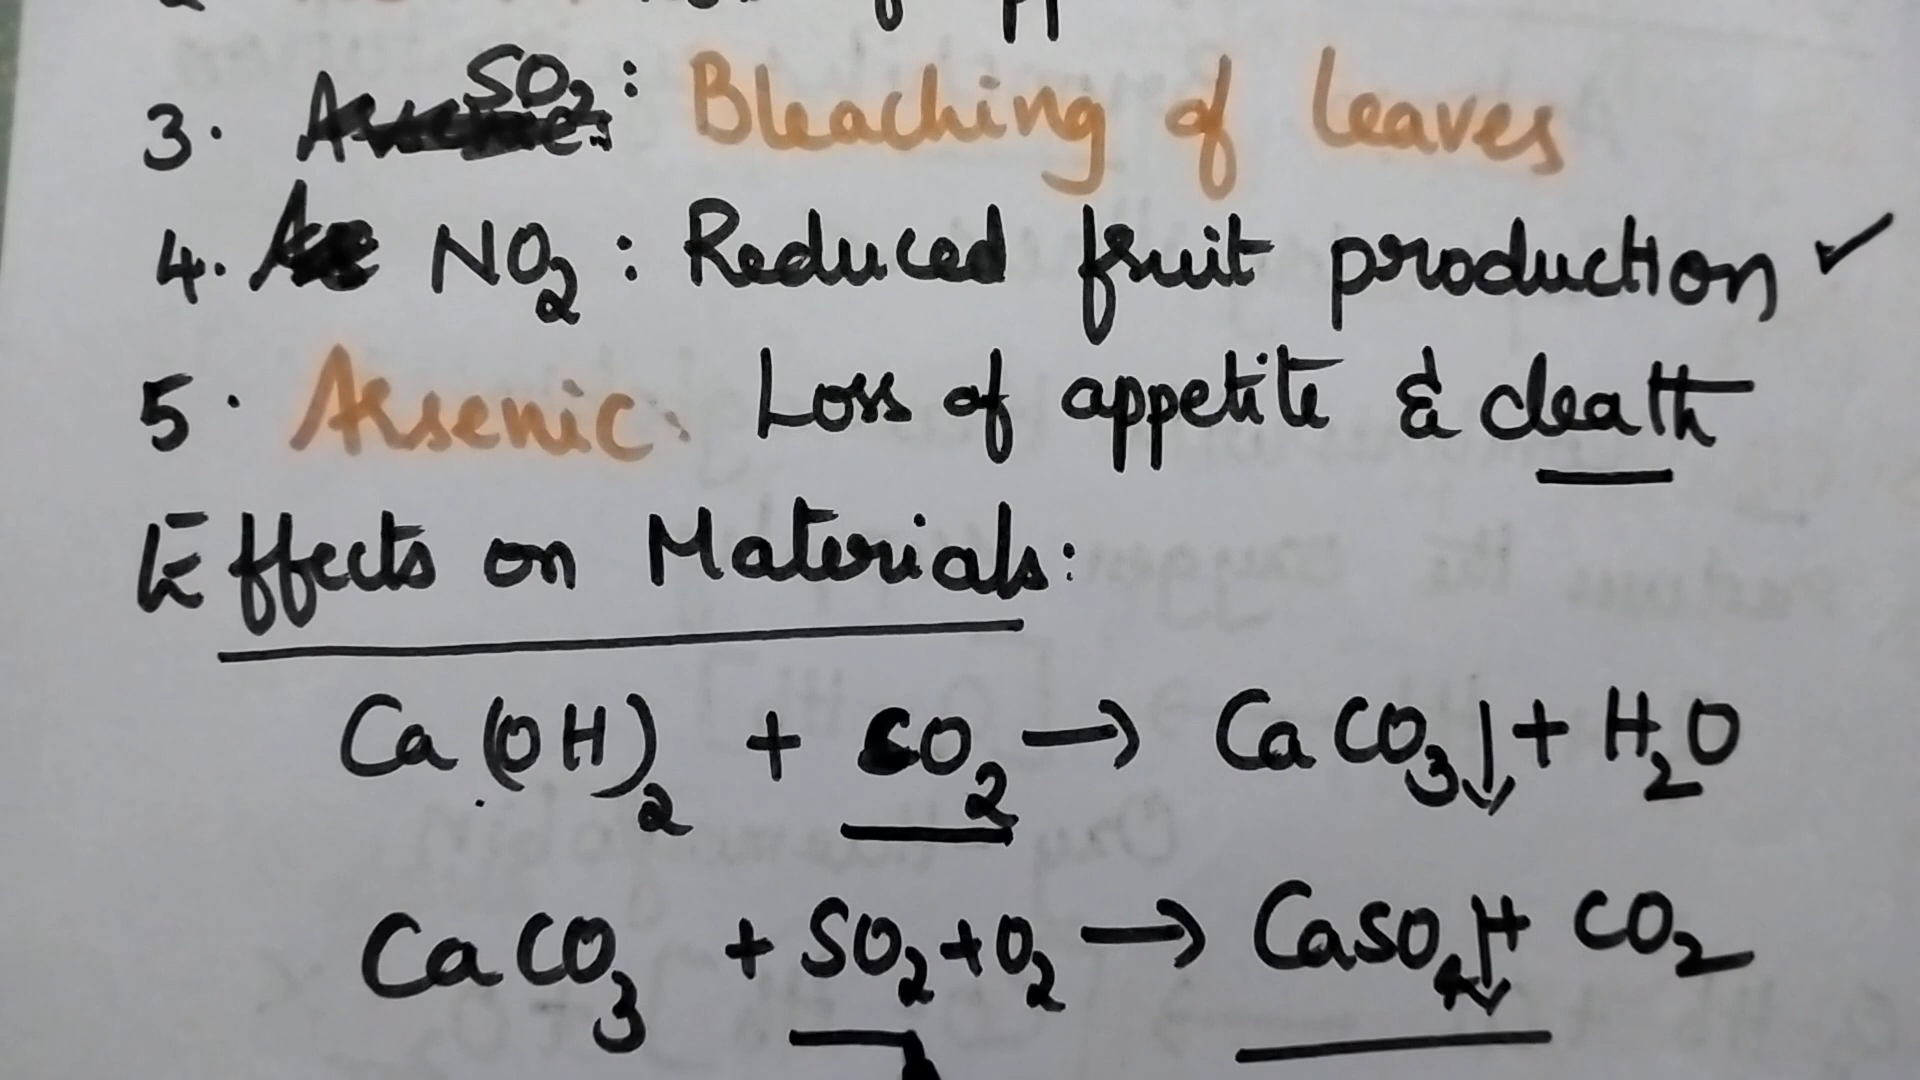 3. SO₂: Bleaching of leaves
4. NO₂: Reduced fruit production ✓
5. Arsenic: Loss of appetite & death
Effects on Materials:
Ca(OH)₂ + CO₂ → CaCO₃↓ + H₂O
CaCO₃ + SO₂ + O₂ → CaSO₄↓ + CO₂